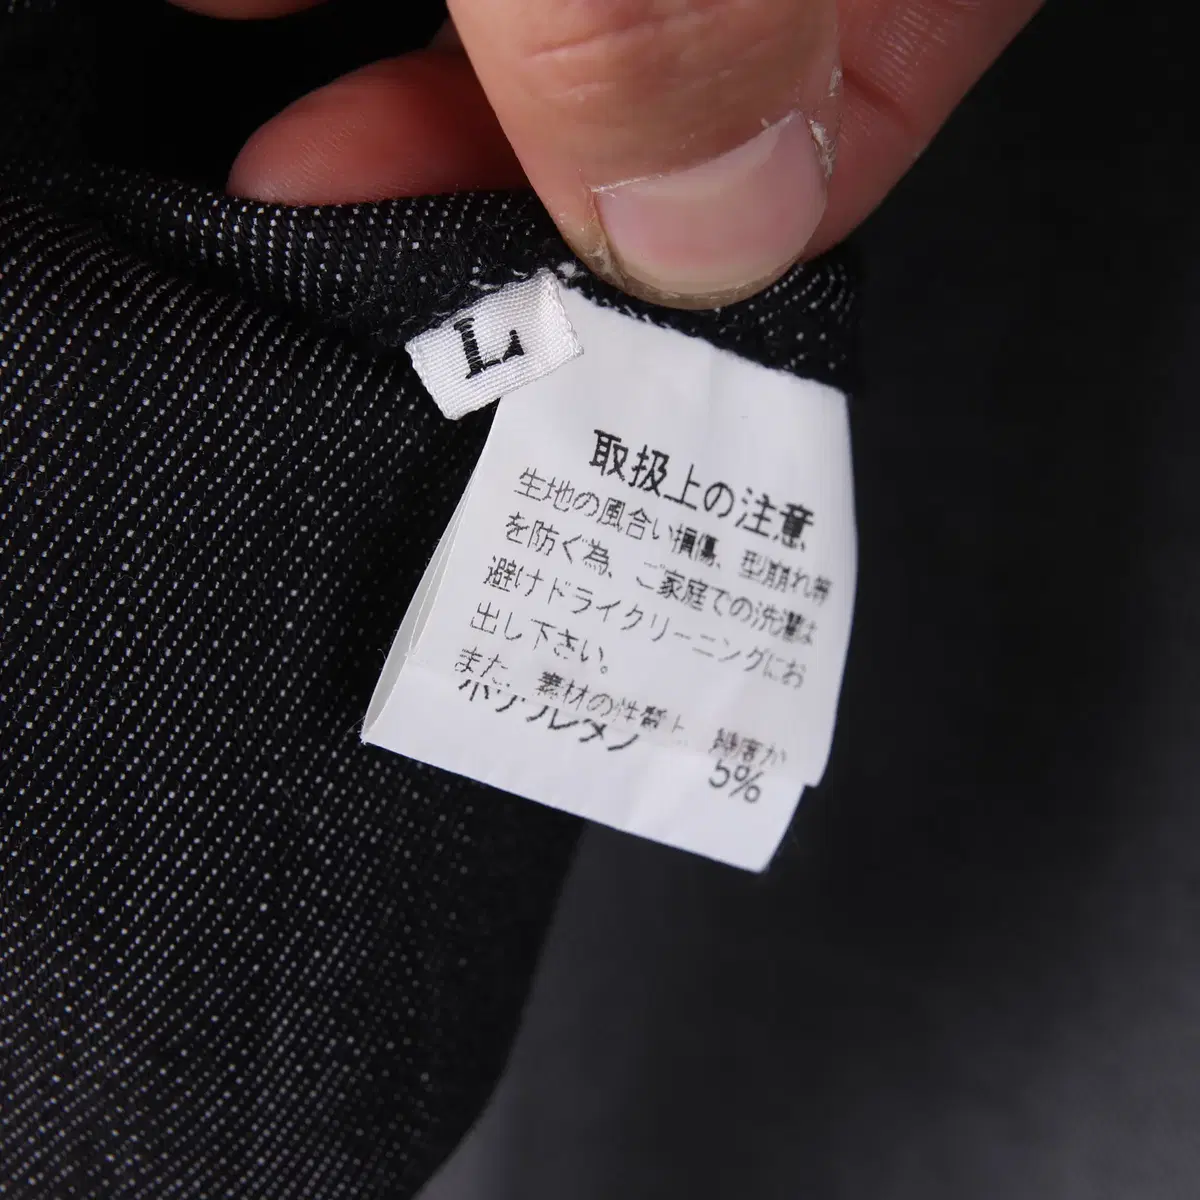 L
取扱上の注意
生地の風合い損傷、型崩れ等
を防ぐ為、ご家庭での洗濯は
避けドライクリーニングにお
出し下さい。
また、素材の性質上
5%